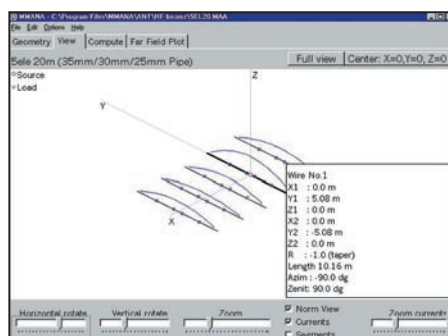 MMANA - C:\Program Files\MMANA\ANT\HF beams\5EL20.MAA
File Edit Options Help
Geometry View Compute Far Field Plot
5ele 20m (35mm/30mm/25mm Pipe) Full view Center: X=0,Y=0, Z=0
Source
Load
Z
Y
X
Wire No.1
X1 : 0.0 m
Y1 : 5.08 m
Z1 : 0.0 m
X2 : 0.0 m
Y2 : -5.08 m
Z2 : 0.0 m
R : -1.0 (taper)
Length 10.16 m
Azim : -90.0 dg
Zenit: 90.0 dg
Horizontal rotate Vertical rotate Zoom Norm View Zoom currents
Currents
Segments